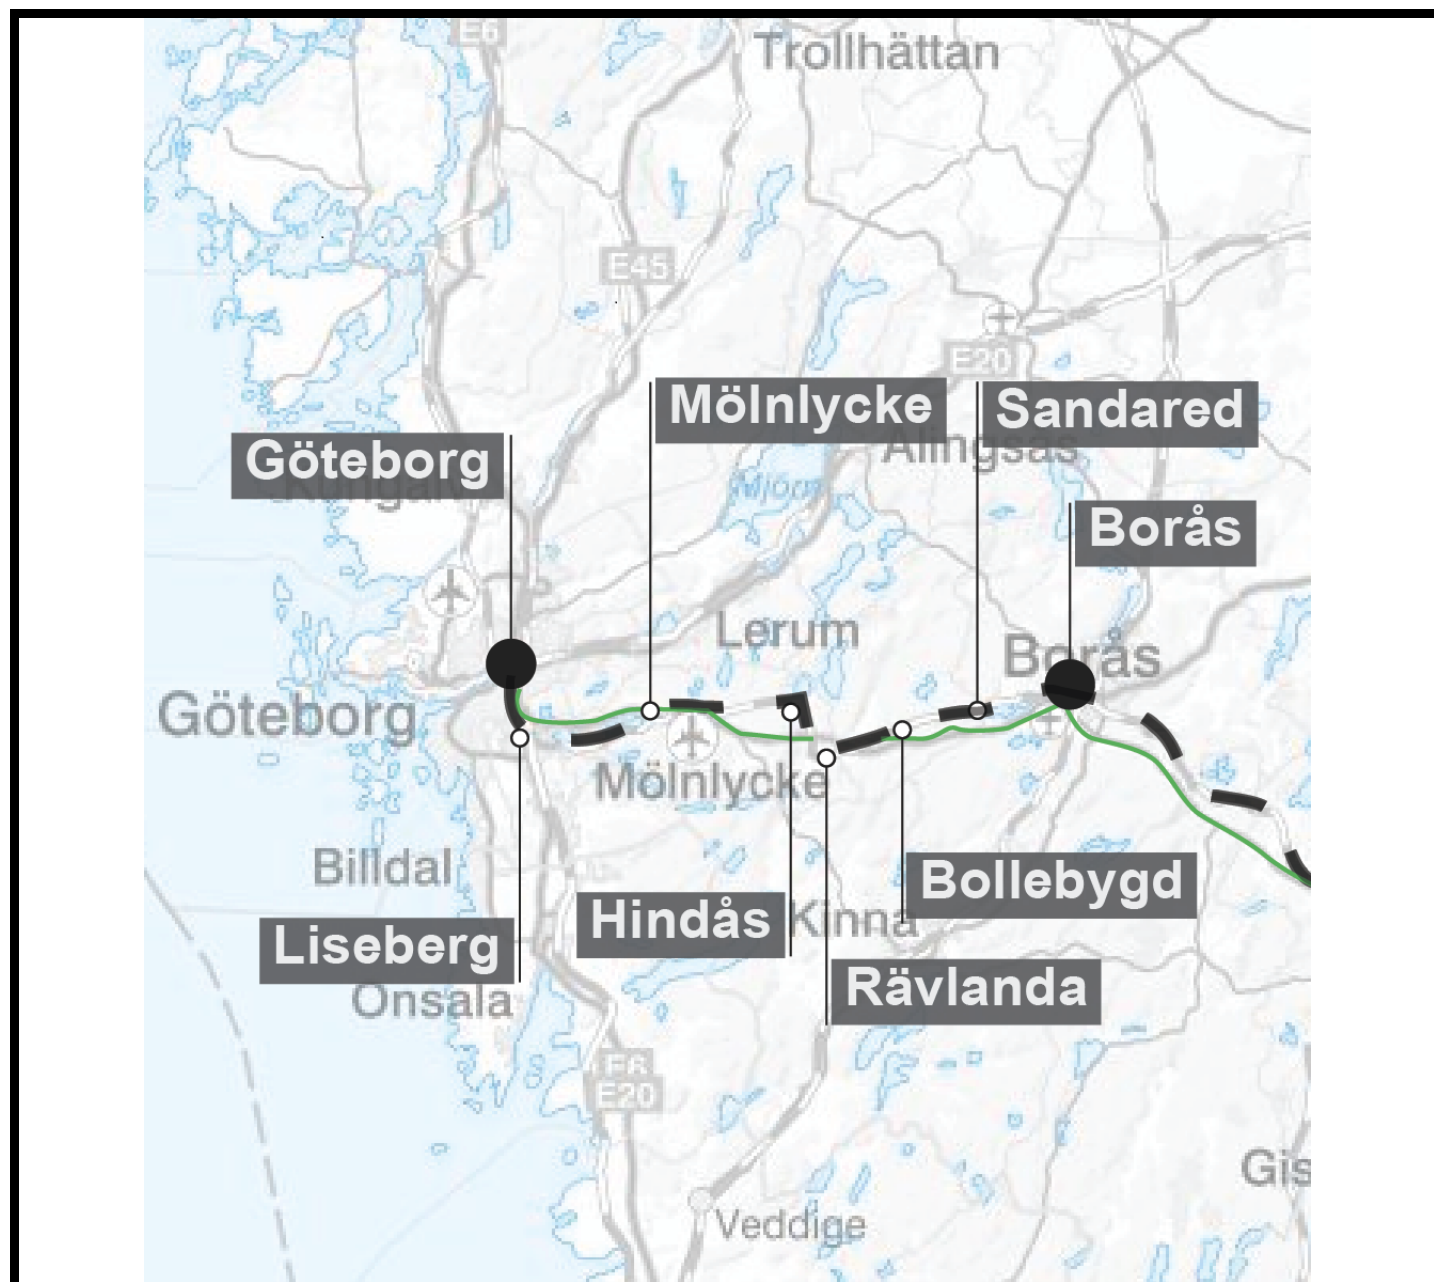 E6
Trollhättan
E45
E20
Mölnlycke
Sandared
Alingsås
Göteborg
Mjörn
Borås
Lerum
Borås
Göteborg
Mölnlycke
Billdal
Bollebygd
Hindås
Kinna
Liseberg
Rävlanda
Onsala
E6
E20
Gis
Veddige